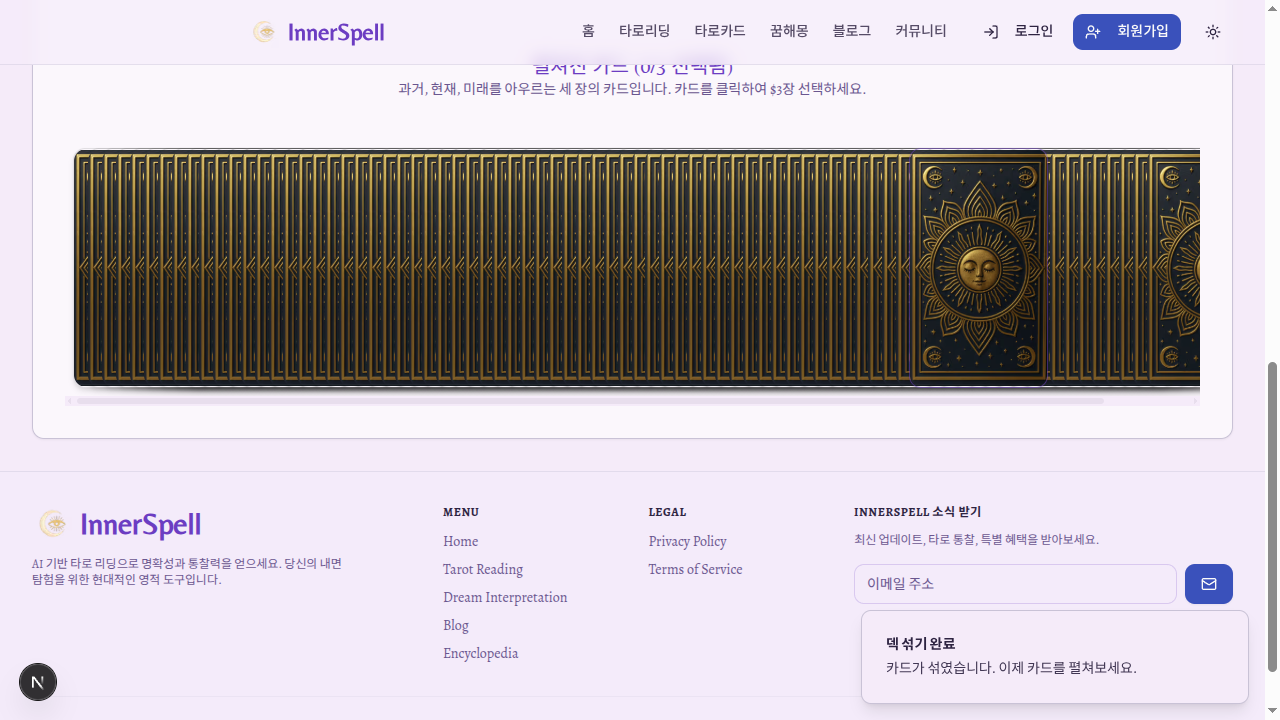 InnerSpell
홈
타로리딩
타로카드
꿈해몽
블로그
커뮤니티
로그인
회원가입
펼쳐진 카드 (0/3 선택됨)
과거, 현재, 미래를 아우르는 세 장의 카드입니다. 카드를 클릭하여 $3장 선택하세요.
InnerSpell
AI 기반 타로 리딩으로 명확성과 통찰력을 얻으세요. 당신의 내면
탐험을 위한 현대적인 영적 도구입니다.
MENU
Home
Tarot Reading
Dream Interpretation
Blog
Encyclopedia
LEGAL
Privacy Policy
Terms of Service
INNERSPELL 소식 받기
최신 업데이트, 타로 통찰, 특별 혜택을 받아보세요.
이메일 주소
덱 섞기 완료
카드가 섞였습니다. 이제 카드를 펼쳐보세요.
N